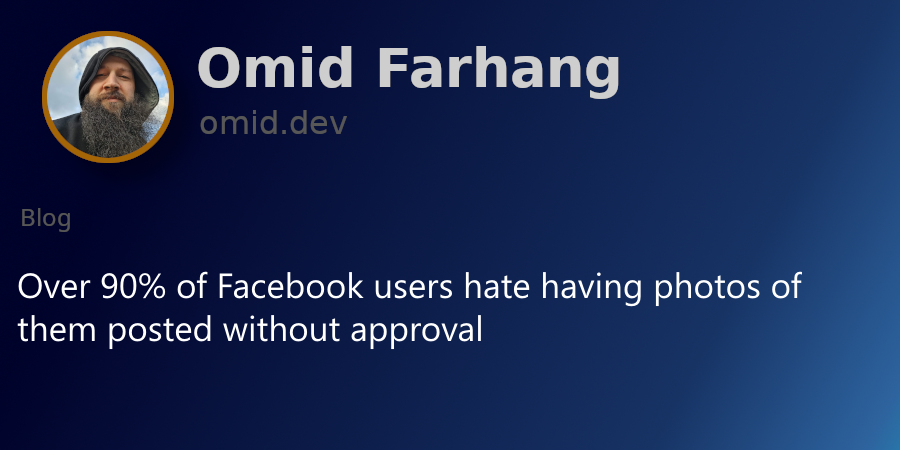 Omid Farhang
omid.dev
Blog
Over 90% of Facebook users hate having photos of
them posted without approval